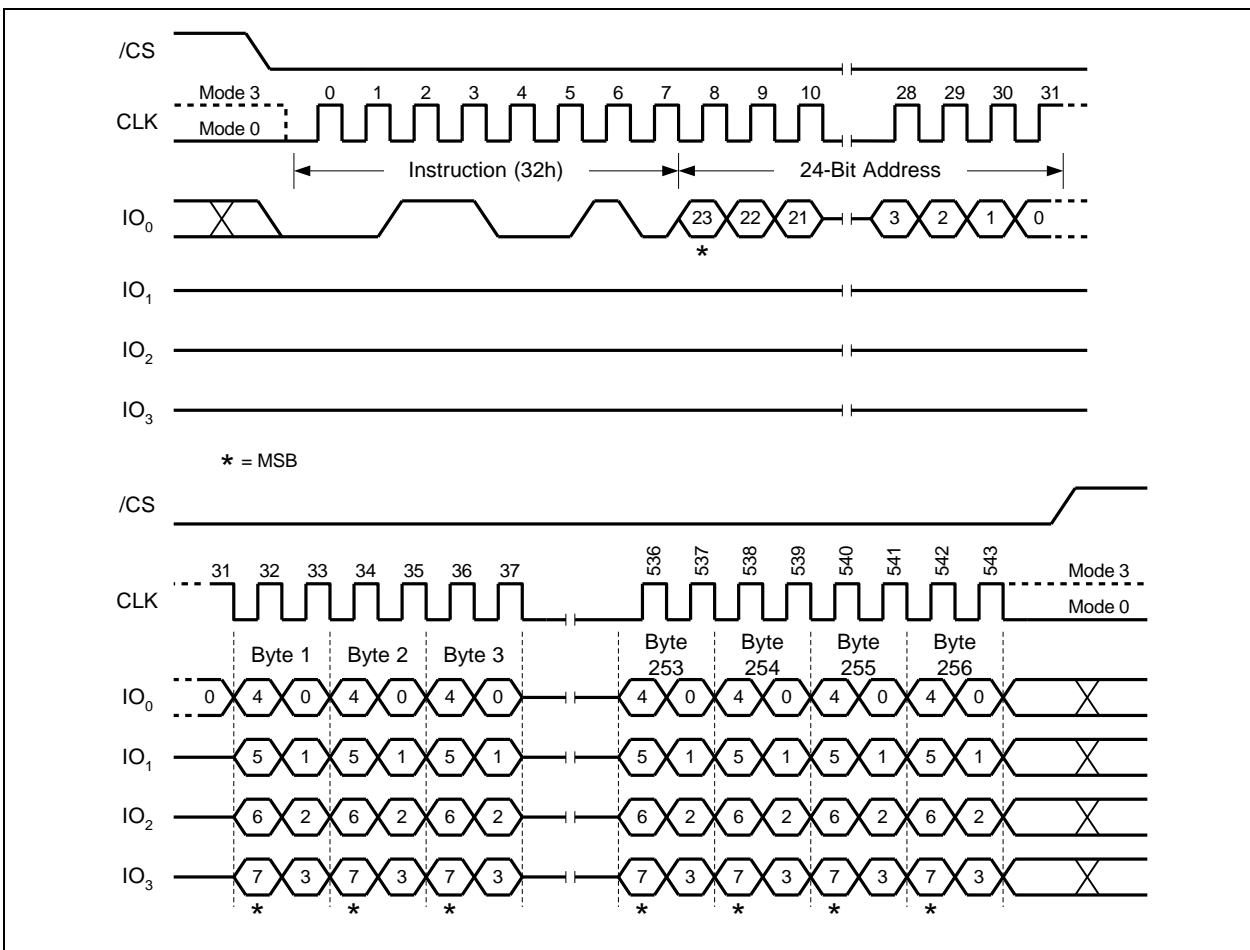 /CS
Mode 3 0 1 2 3 4 5 6 7 8 9 10 28 29 30 31
CLK
Mode 0
Instruction (32h) 24-Bit Address
IO0 23 22 21 3 2 1 0
*
IO1
IO2
IO3
* = MSB
/CS
31 32 33 34 35 36 37 536 537 538 539 540 541 542 543 Mode 3
CLK
Mode 0
Byte 1 Byte 2 Byte 3 Byte 253 Byte 254 Byte 255 Byte 256
IO0 0 4 0 4 0 4 0 4 0 4 0 4 0 4 0
IO1 5 1 5 1 5 1 5 1 5 1 5 1 5 1
IO2 6 2 6 2 6 2 6 2 6 2 6 2 6 2
IO3 7 3 7 3 7 3 7 3 7 3 7 3 7 3
* * * * * * *